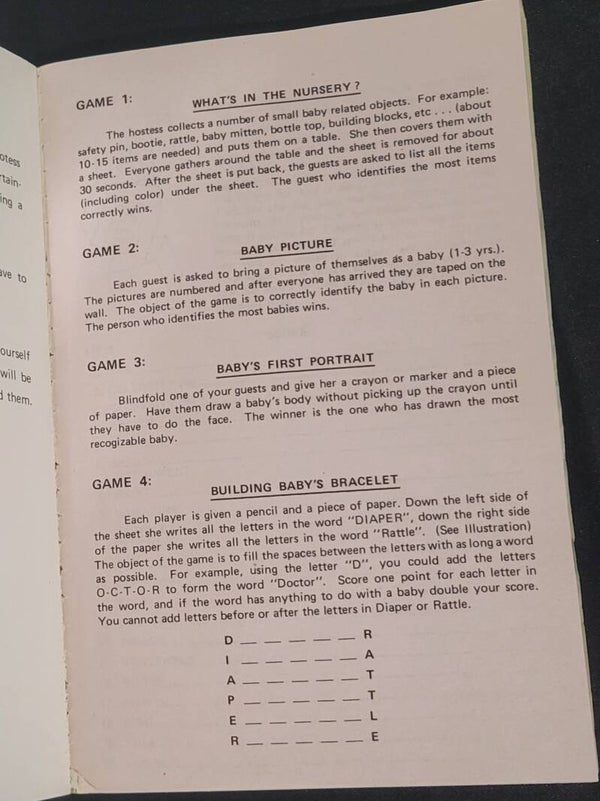 otess
rtain-
ing a
ave to
ourself
will be
d them.
GAME 1:
WHAT'S IN THE NURSERY?
The hostess collects a number of small baby related objects. For example:
safety pin, bootie, rattle, baby mitten, bottle top, building blocks, etc . . . (about
10-15 items are needed) and puts them on a table. She then covers them with
a sheet. Everyone gathers around the table and the sheet is removed for about
30 seconds. After the sheet is put back, the guests are asked to list all the items
(including color) under the sheet. The guest who identifies the most items
correctly wins.
GAME 2:
BABY PICTURE
Each guest is asked to bring a picture of themselves as a baby (1-3 yrs.).
The pictures are numbered and after everyone has arrived they are taped on the
wall. The object of the game is to correctly identify the baby in each picture.
The person who identifies the most babies wins.
GAME 3:
BABY'S FIRST PORTRAIT
Blindfold one of your guests and give her a crayon or marker and a piece
of paper. Have them draw a baby's body without picking up the crayon until
they have to do the face. The winner is the one who has drawn the most
recogizable baby.
GAME 4:
BUILDING BABY'S BRACELET
Each player is given a pencil and a piece of paper. Down the left side of
the sheet she writes all the letters in the word "DIAPER", down the right side
of the paper she writes all the letters in the word "Rattle". (See Illustration)
The object of the game is to fill the spaces between the letters with as long a word
as possible. For example, using the letter "D", you could add the letters
O-C-T-O-R to form the word "Doctor". Score one point for each letter in
the word, and if the word has anything to do with a baby double your score.
You cannot add letters before or after the letters in Diaper or Rattle.
D _ _ _ _ _ R
I _ _ _ _ _ A
A _ _ _ _ _ T
P _ _ _ _ _ T
E _ _ _ _ _ L
R _ _ _ _ _ E